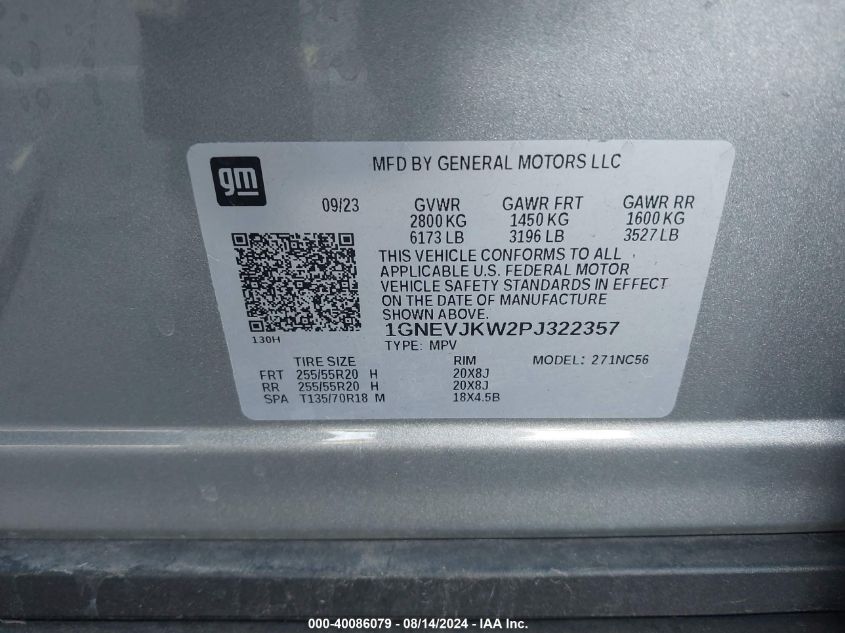 gm
MFD BY GENERAL MOTORS LLC
09/23 GVWR GAWR FRT GAWR RR
2800 KG 1450 KG 1600 KG
6173 LB 3196 LB 3527 LB
THIS VEHICLE CONFORMS TO ALL
APPLICABLE U.S. FEDERAL MOTOR
VEHICLE SAFETY STANDARDS IN EFFECT
ON THE DATE OF MANUFACTURE
SHOWN ABOVE.
1GNEVJKW2PJ322357
130H
TYPE: MPV
TIRE SIZE RIM MODEL: 271NC56
FRT 255/55R20 H 20X8J
RR 255/55R20 H 20X8J
SPA T135/70R18 M 18X4.5B
000-40086079 - 08/14/2024 - IAAI Inc.